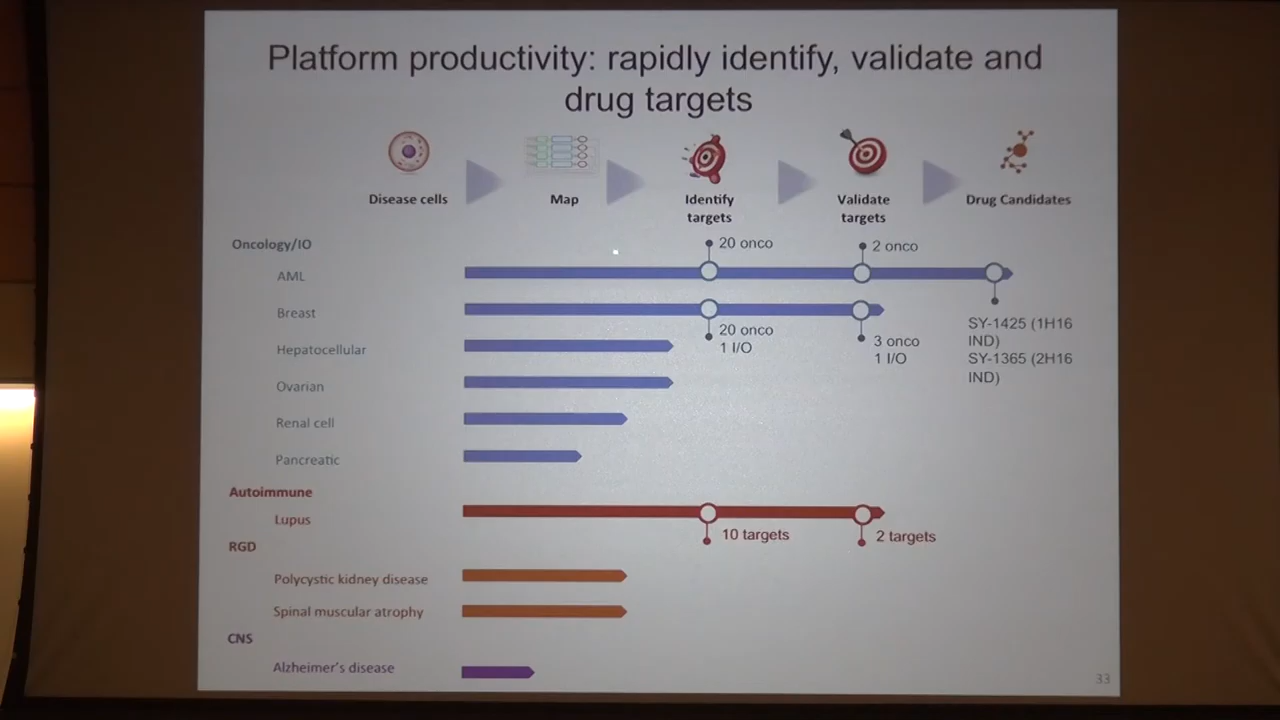 Platform productivity: rapidly identify, validate and
drug targets
Disease cells
Map
Identify
targets
Validate
targets
Drug Candidates
Oncology/IO
20 onco
2 onco
AML
Breast
SY-1425 (1H16
IND)
SY-1365 (2H16
IND)
20 onco
1 I/O
3 onco
1 I/O
Hepatocellular
Ovarian
Renal cell
Pancreatic
Autoimmune
Lupus
10 targets
2 targets
RGD
Polycystic kidney disease
Spinal muscular atrophy
CNS
Alzheimer's disease
33